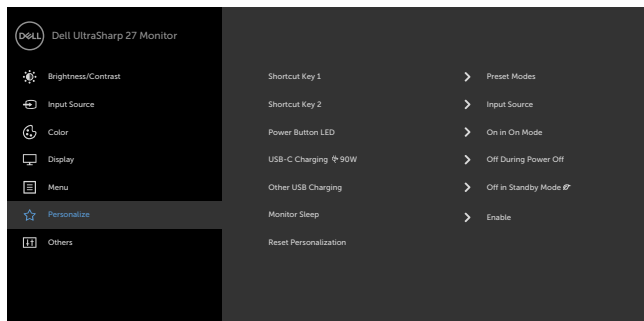 DELL Dell UltraSharp 27 Monitor
Brightness/Contrast Shortcut Key 1 Preset Modes
Input Source Shortcut Key 2 Input Source
Color Power Button LED On in On Mode
Display USB-C Charging 90W Off During Power Off
Menu Other USB Charging Off in Standby Mode
Personalize Monitor Sleep Enable
Others Reset Personalization